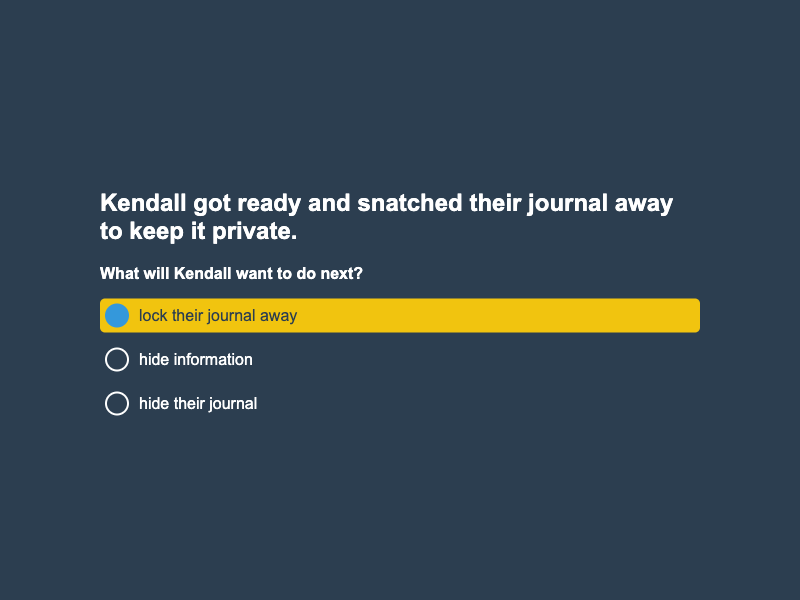 Kendall got ready and snatched their journal away
to keep it private.
What will Kendall want to do next?
lock their journal away
hide information
hide their journal